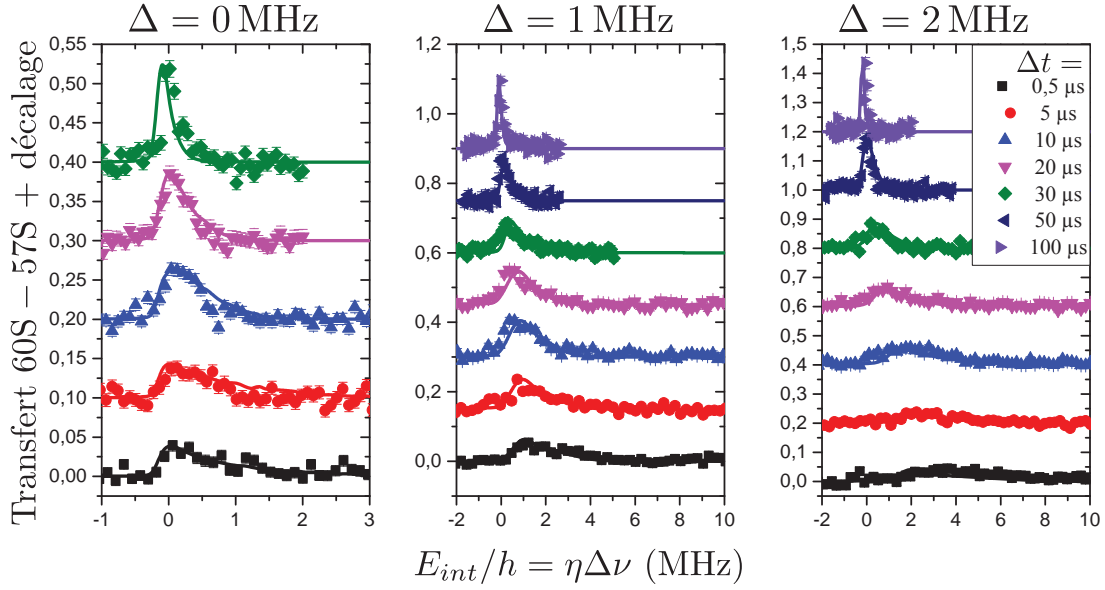 Δ = 0 MHz
Δ = 1 MHz
Δ = 2 MHz
Transfert 60S − 57S + décalage
0,55
0,50
0,45
0,40
0,35
0,30
0,25
0,20
0,15
0,10
0,05
0,00
-1 0 1 2 3
1,2
1,0
0,8
0,6
0,4
0,2
0,0
-2 0 2 4 6 8 10
1,5
1,4
1,3
1,2
1,1
1,0
0,9
0,8
0,7
0,6
0,5
0,4
0,3
0,2
0,1
0,0
-2 0 2 4 6 8 10
Δt =
0,5 µs
5 µs
10 µs
20 µs
30 µs
50 µs
100 µs
E_int/h = ηΔν (MHz)